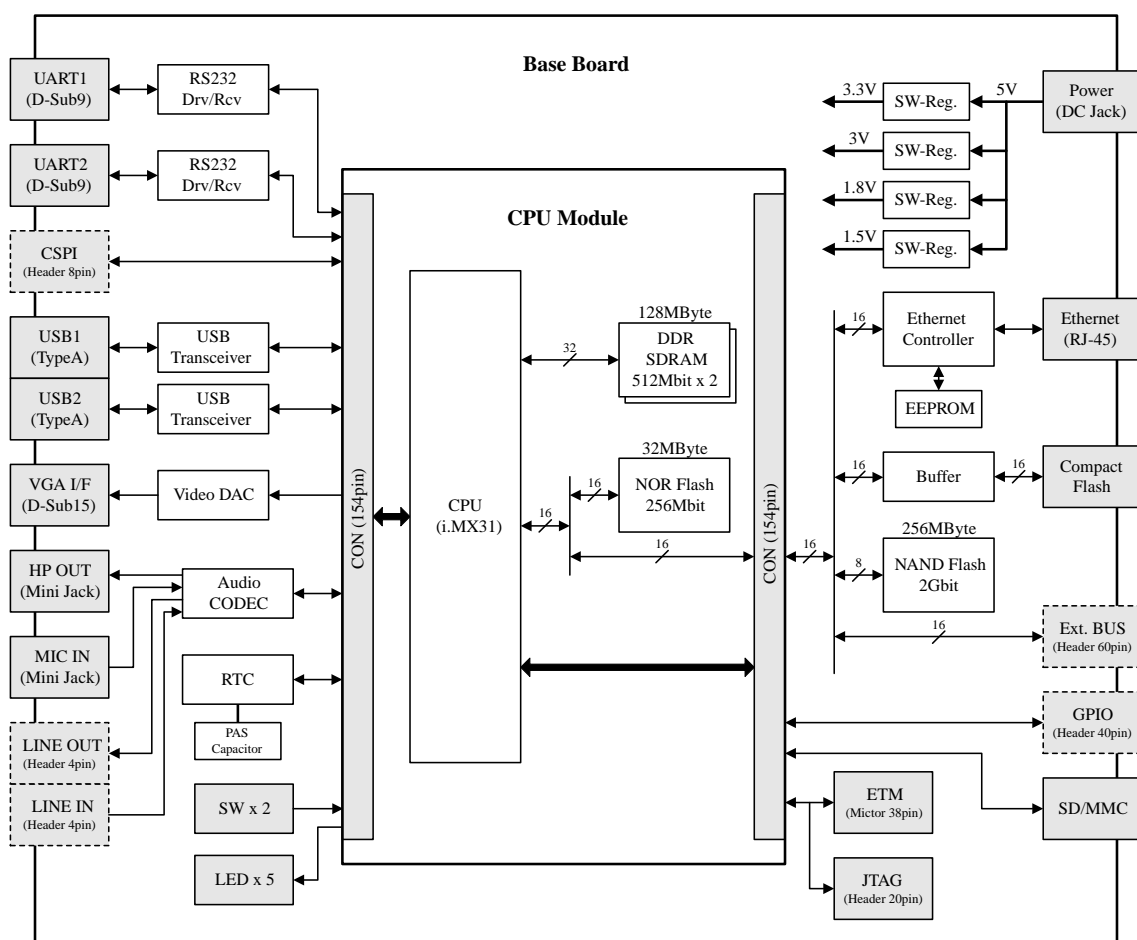 Base Board
UART1
(D-Sub9)
RS232
Drv/Rcv
UART2
(D-Sub9)
RS232
Drv/Rcv
CSPI
(Header 8pin)
USB1
(TypeA)
USB
Transceiver
USB2
(TypeA)
USB
Transceiver
VGA I/F
(D-Sub15)
Video DAC
HP OUT
(Mini Jack)
Audio
CODEC
MIC IN
(Mini Jack)
RTC
PAS
Capacitor
LINE OUT
(Header 4pin)
LINE IN
(Header 4pin)
SW x 2
LED x 5
CPU Module
CON (154pin)
CPU
(i.MX31)
32
128MByte
DDR
SDRAM
512Mbit x 2
16
16
32MByte
NOR Flash
256Mbit
16
CON (154pin)
16
3.3V
SW-Reg.
5V
Power
(DC Jack)
3V
SW-Reg.
1.8V
SW-Reg.
1.5V
SW-Reg.
16
Ethernet
Controller
Ethernet
(RJ-45)
EEPROM
16
Buffer
16
Compact
Flash
256MByte
8
NAND Flash
2Gbit
16
Ext. BUS
(Header 60pin)
GPIO
(Header 40pin)
ETM
(Mictor 38pin)
SD/MMC
JTAG
(Header 20pin)